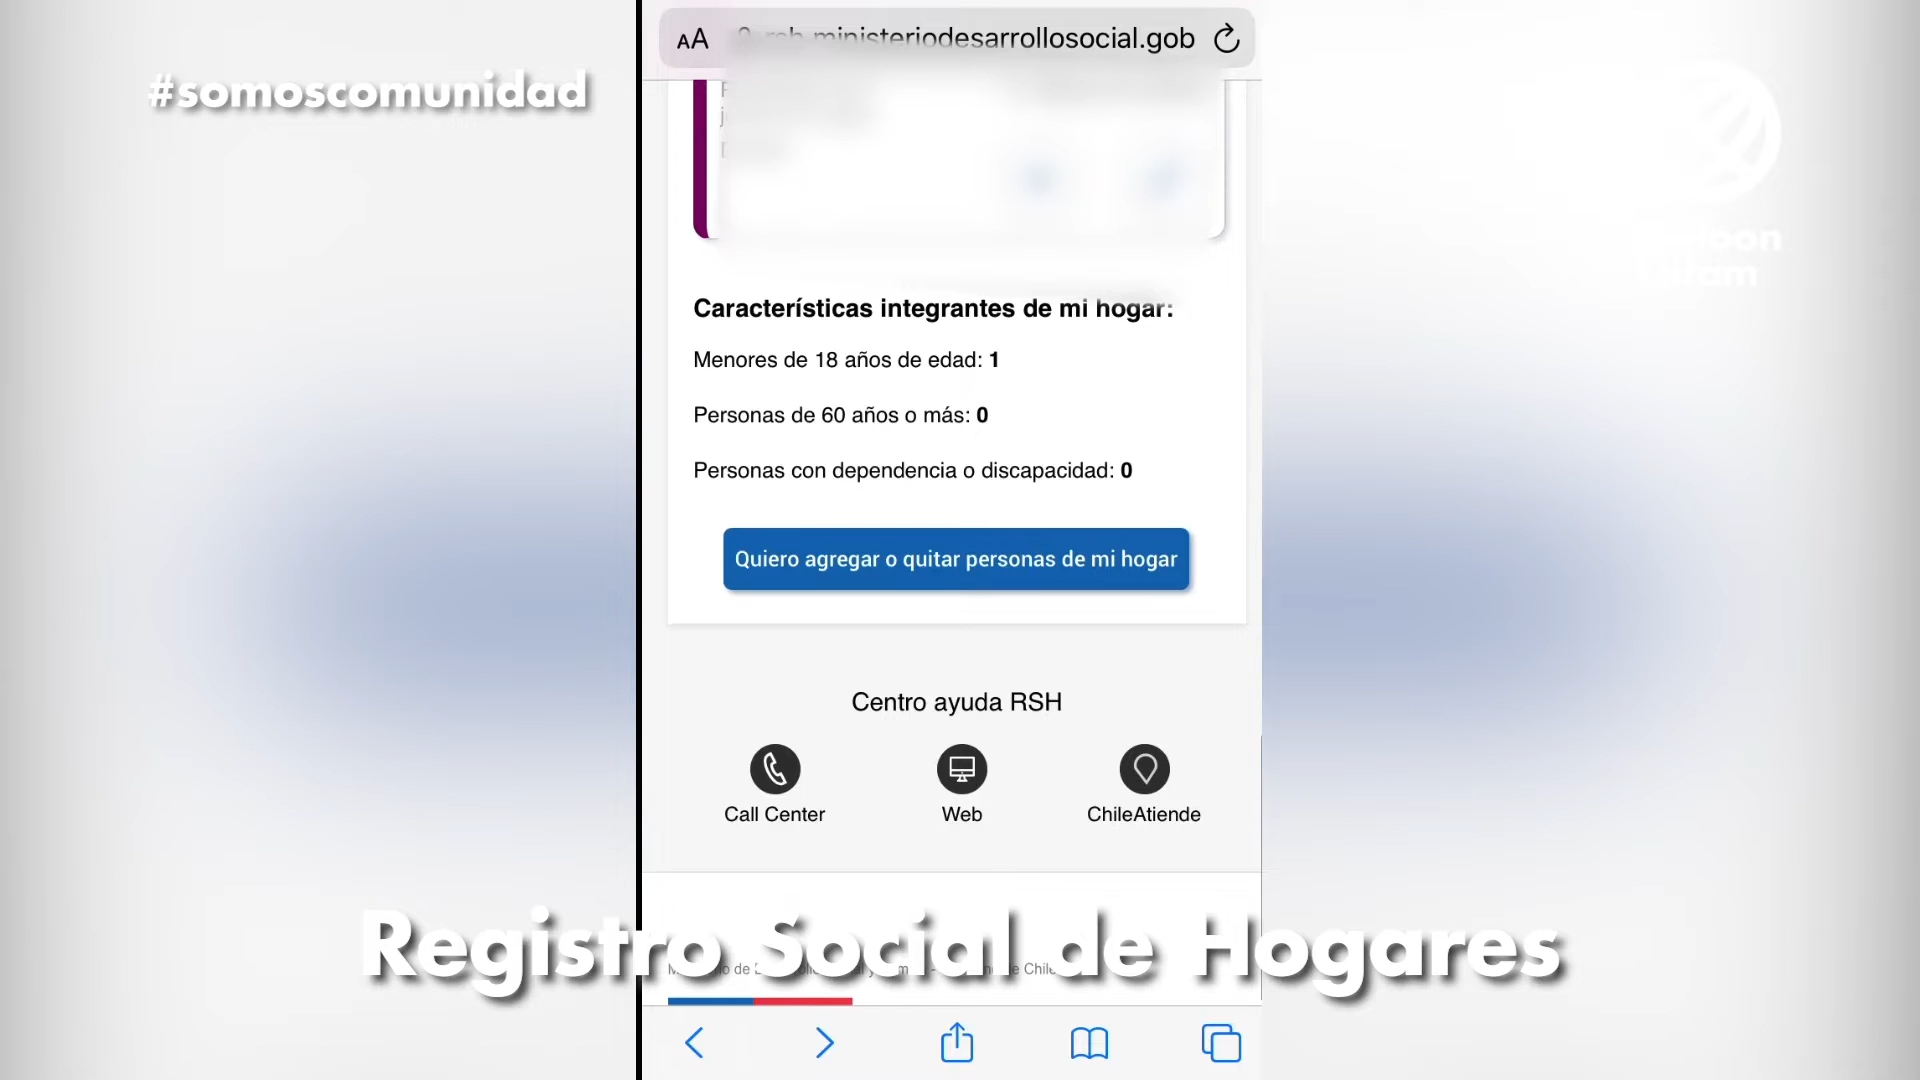 AA rsh.ministeriodesarrollosocial.gob
#somoscomunidad
Características integrantes de mi hogar:
Menores de 18 años de edad: 1
Personas de 60 años o más: 0
Personas con dependencia o discapacidad: 0
Quiero agregar o quitar personas de mi hogar
Centro ayuda RSH
Call Center
Web
ChileAtiende
Registro Social de Hogares